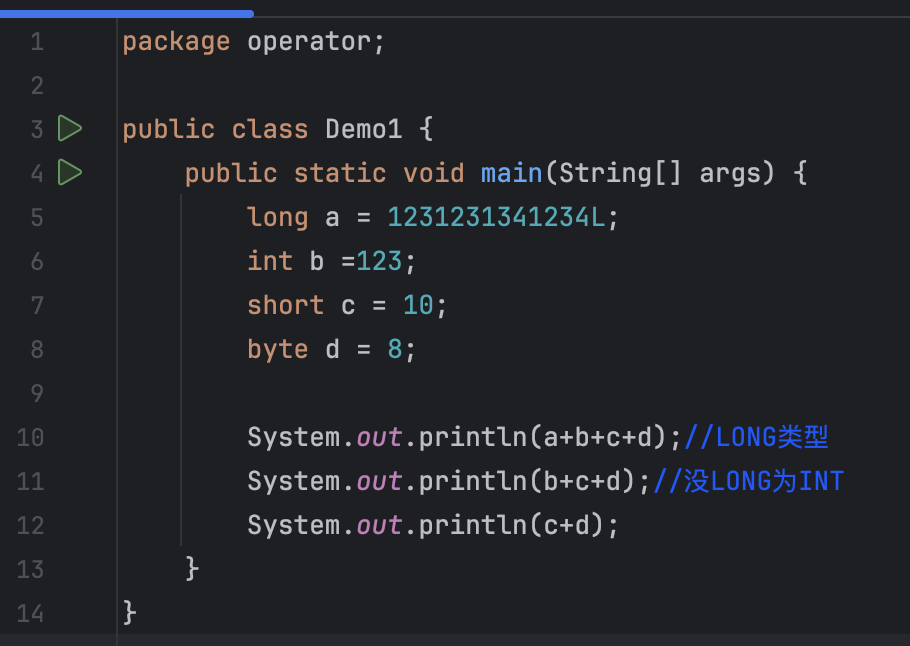 1 package operator;
2
3 public class Demo1 {
4 public static void main(String[] args) {
5 long a = 1231231341234L;
6 int b =123;
7 short c = 10;
8 byte d = 8;
9
10 System.out.println(a+b+c+d);//LONG类型
11 System.out.println(b+c+d);//没LONG为INT
12 System.out.println(c+d);
13 }
14 }